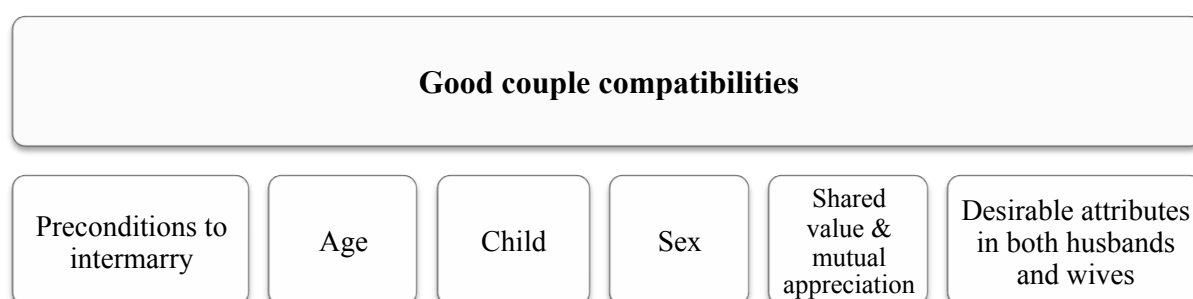 Good couple compatibilities
Preconditions to
intermarry
Age
Child
Sex
Shared
value &
mutual
appreciation
Desirable attributes
in both husbands
and wives